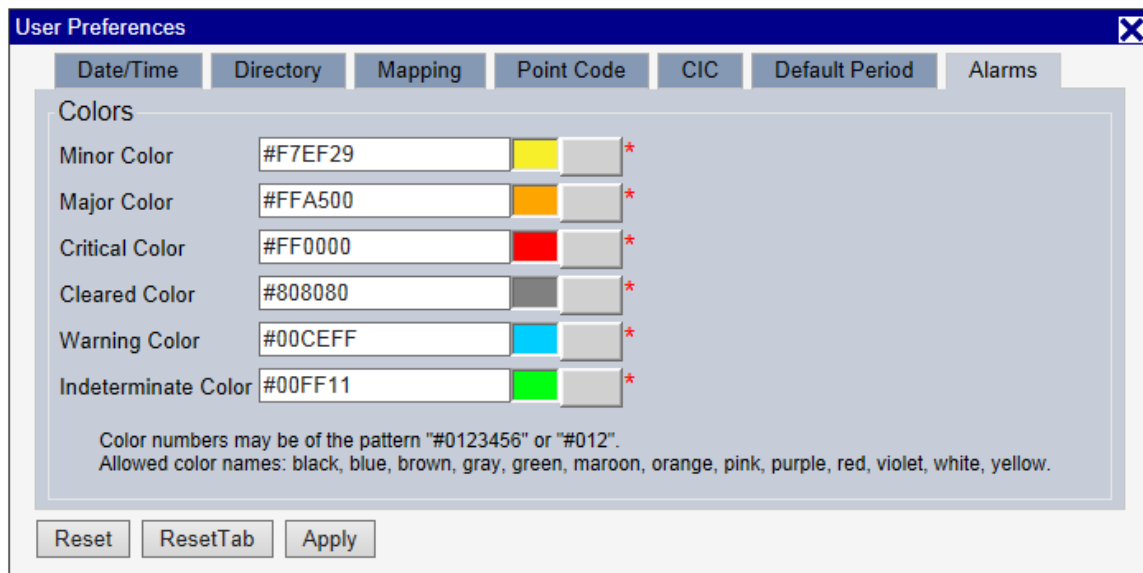 User Preferences
Date/Time Directory Mapping Point Code CIC Default Period Alarms
Colors
Minor Color #F7EF29 *
Major Color #FFA500 *
Critical Color #FF0000 *
Cleared Color #808080 *
Warning Color #00CEFF *
Indeterminate Color #00FF11 *
Color numbers may be of the pattern "#0123456" or "#012".
Allowed color names: black, blue, brown, gray, green, maroon, orange, pink, purple, red, violet, white, yellow.
Reset ResetTab Apply